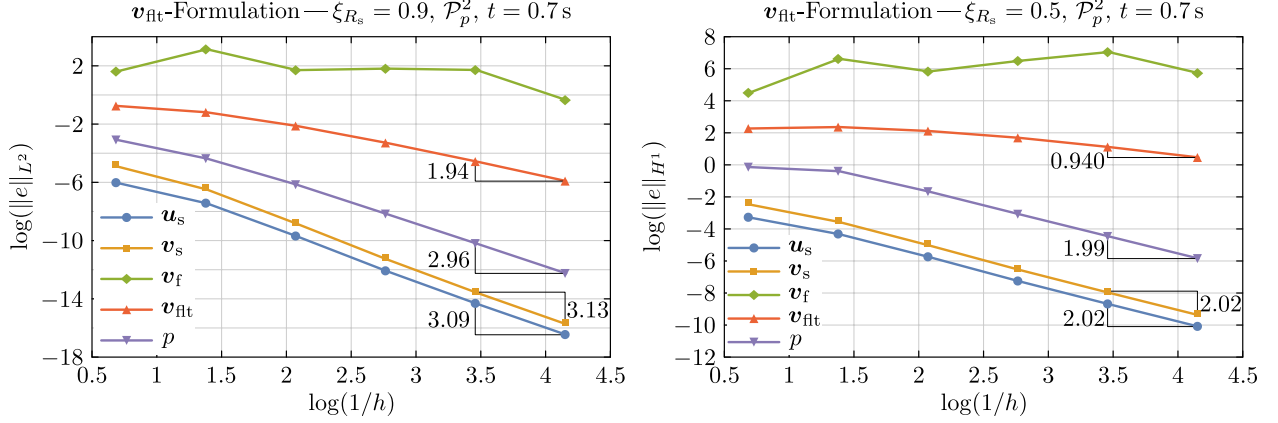 v_flt-Formulation — ξ_{R_s} = 0.9, 𝒫_p^2, t = 0.7 s
log(||e||_{L^2})
2
−2
−6
−10
−14
−18
1.94
2.96
3.13
3.09
u_s
v_s
v_f
v_flt
p
0.5 1 1.5 2 2.5 3 3.5 4 4.5
log(1/h)
v_flt-Formulation — ξ_{R_s} = 0.5, 𝒫_p^2, t = 0.7 s
log(||e||_{H^1})
8
6
4
2
0
−2
−4
−6
−8
−10
−12
0.940
1.99
2.02
2.02
u_s
v_s
v_f
v_flt
p
0.5 1 1.5 2 2.5 3 3.5 4 4.5
log(1/h)